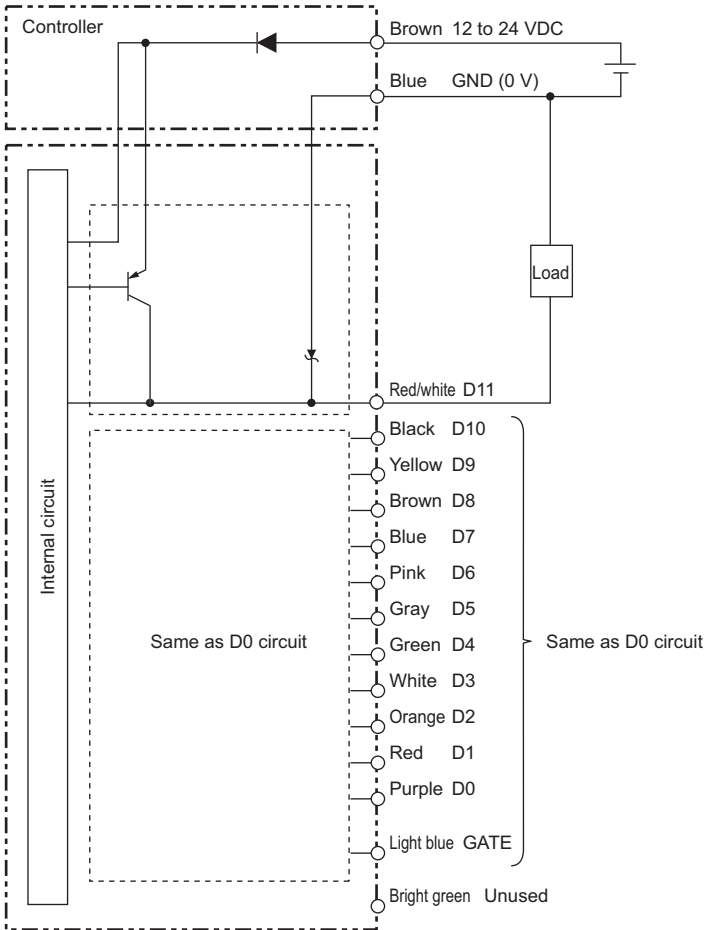 Controller
Brown 12 to 24 VDC
Blue GND (0 V)
Load
Red/white D11
Black D10
Yellow D9
Brown D8
Blue D7
Pink D6
Gray D5
Green D4
White D3
Orange D2
Red D1
Purple D0
Light blue GATE
Bright green Unused
Internal circuit
Same as D0 circuit
Same as D0 circuit